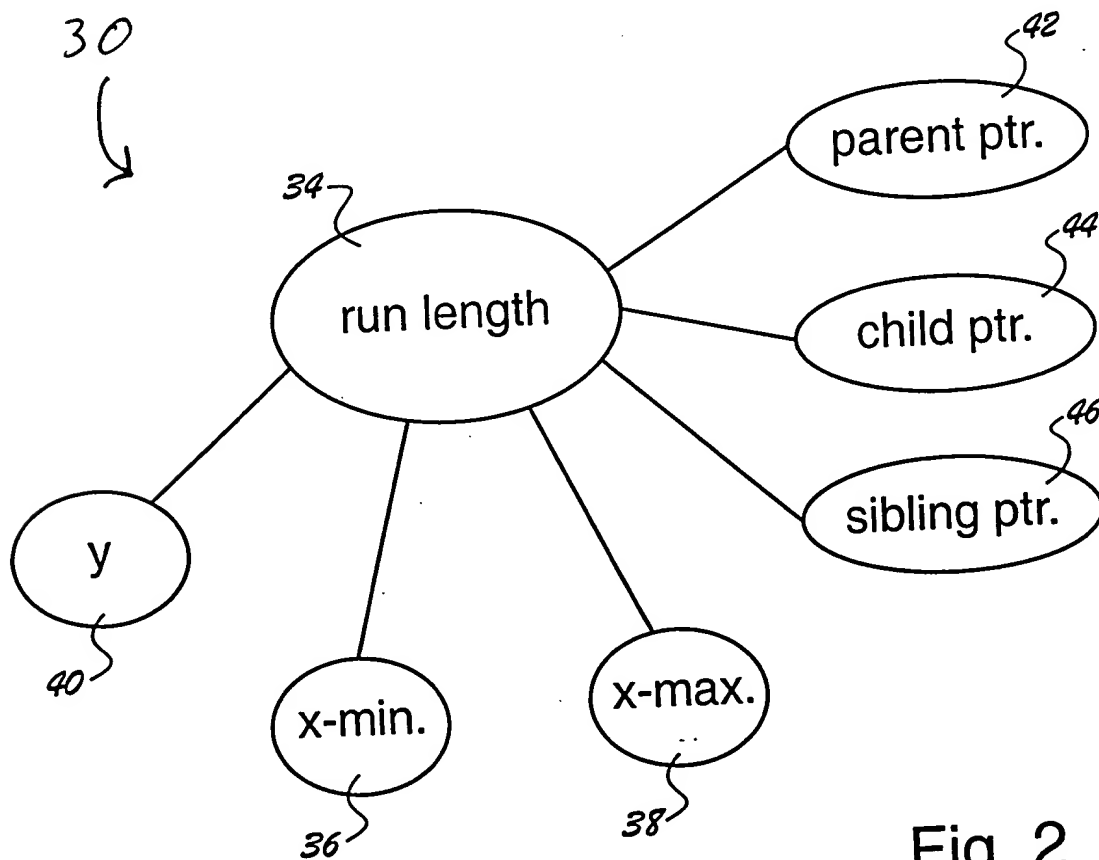 30
42
parent ptr.
34
44
run length
child ptr.
46
sibling ptr.
y
40
x-min.
x-max.
36
38
Fig. 2